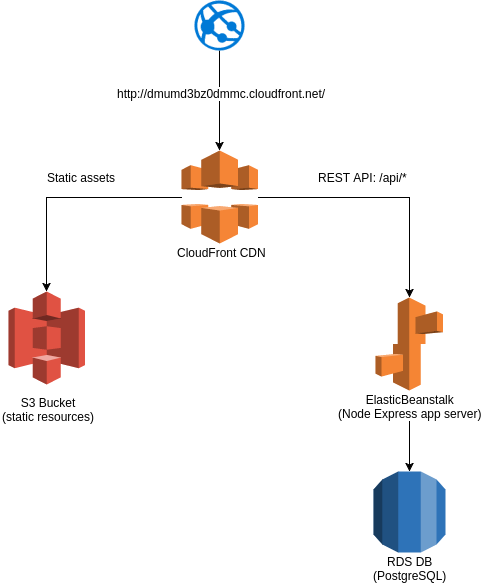 http://dmumd3bz0dmmc.cloudfront.net/
Static assets
REST API: /api/*
CloudFront CDN
S3 Bucket
(static resources)
ElasticBeanstalk
(Node Express app server)
RDS DB
(PostgreSQL)